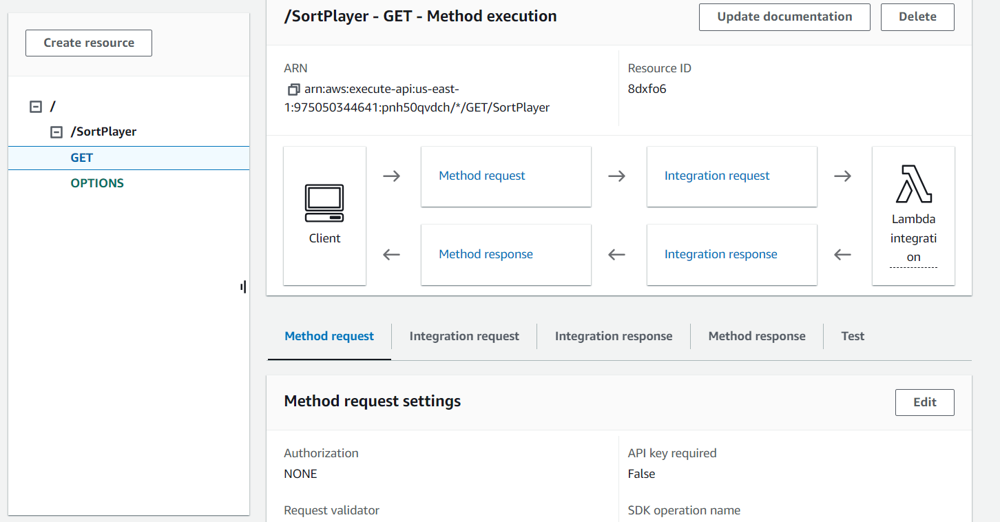 /SortPlayer - GET - Method execution
Update documentation
Delete
Create resource
ARN
arn:aws:execute-api:us-east-
1:975050344641:pnh50qvdch/*/GET/SortPlayer
Resource ID
8dxfo6
/
/SortPlayer
GET
OPTIONS
Client
Method request
Integration request
Method response
Integration response
Lambda
integrati
on
Method request
Integration request
Integration response
Method response
Test
Method request settings
Edit
Authorization
NONE
API key required
False
Request validator
SDK operation name